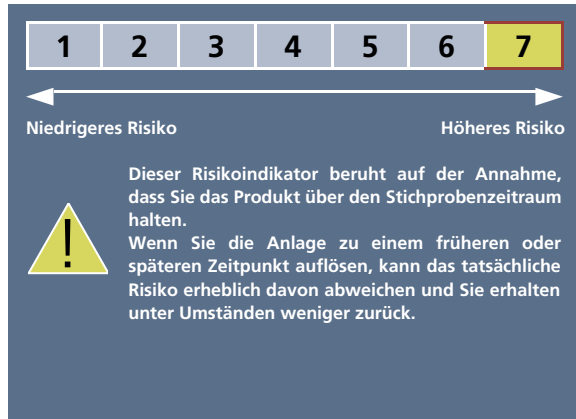 1 2 3 4 5 6 7
Niedrigeres Risiko Höheres Risiko
Dieser Risikoindikator beruht auf der Annahme,
dass Sie das Produkt über den Stichprobenzeitraum
halten.
Wenn Sie die Anlage zu einem früheren oder
späteren Zeitpunkt auflösen, kann das tatsächliche
Risiko erheblich davon abweichen und Sie erhalten
unter Umständen weniger zurück.
!